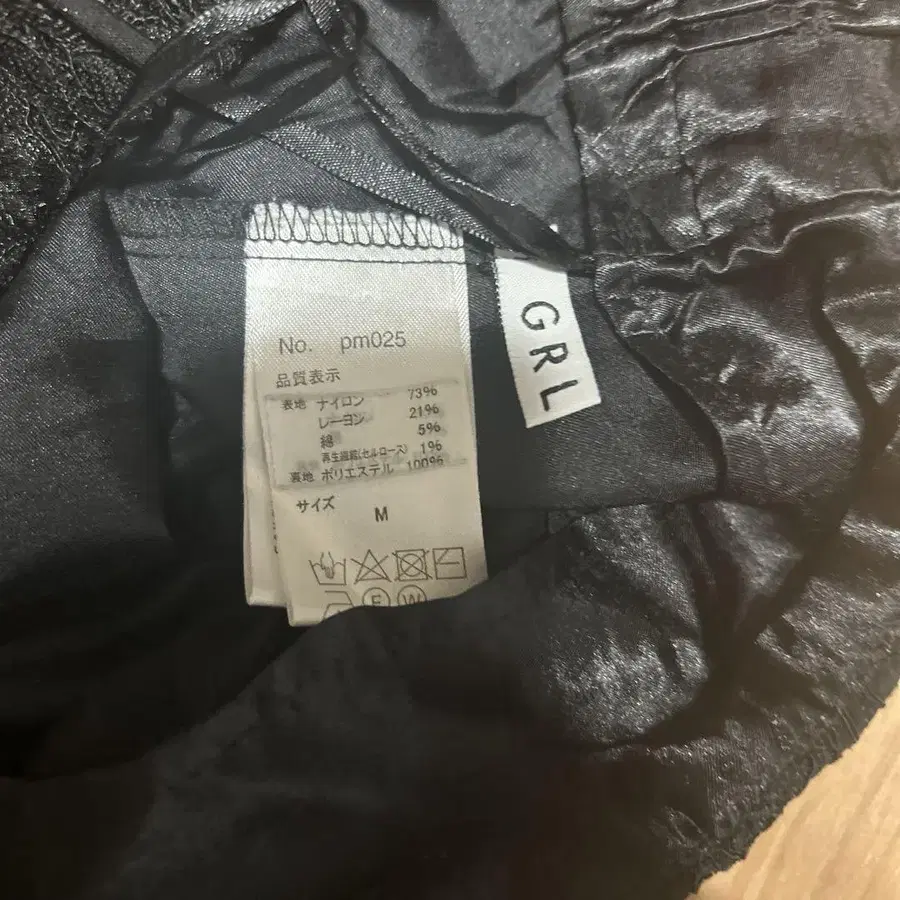 No. pm025
品質表示
表地 ナイロン 73%
レーヨン 21%
綿 5%
再生繊維(セルロース) 1%
裏地 ポリエステル 100%
サイズ
M
F W
GRL